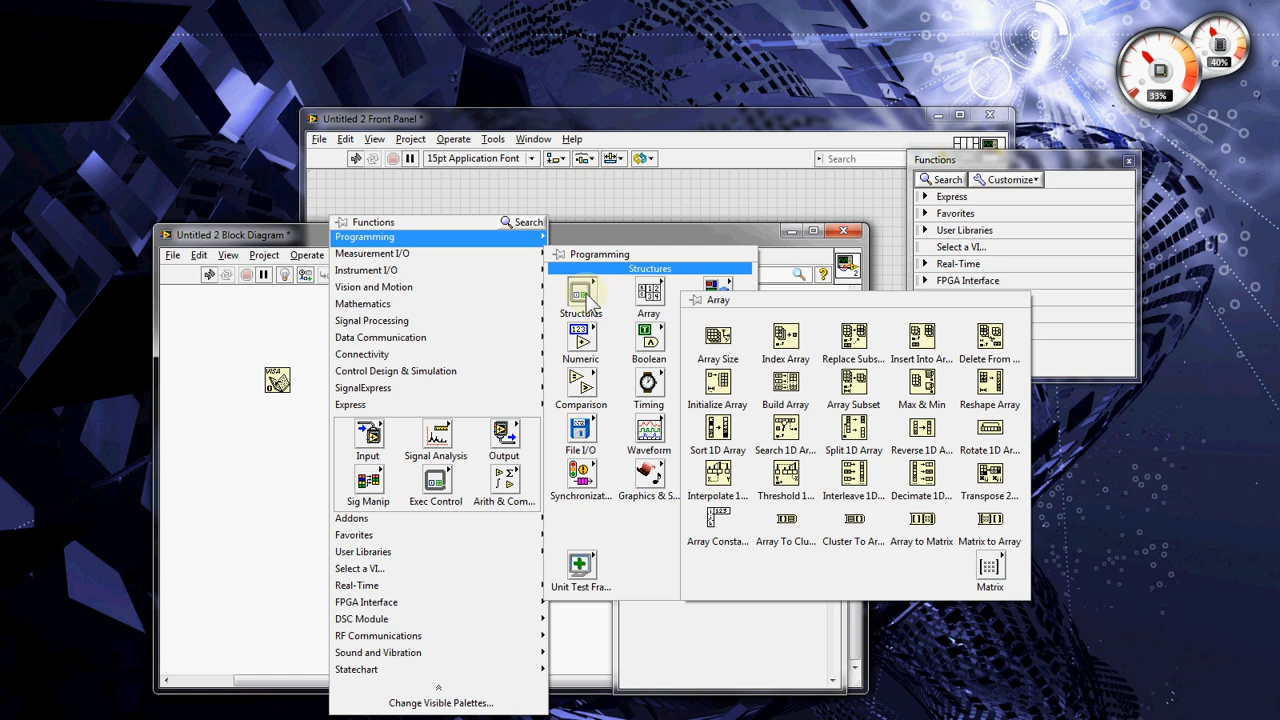 40%
33%
Untitled 2 Front Panel *
File Edit View Project Operate Tools Window Help
15pt Application Font
Search
Functions
Search Customize
Express
Favorites
User Libraries
Select a VI...
Real-Time
FPGA Interface
Untitled 2 Block Diagram *
File Edit View Project Operate
Functions Search
Programming
Measurement I/O
Instrument I/O
Vision and Motion
Mathematics
Signal Processing
Data Communication
Connectivity
Control Design & Simulation
SignalExpress
Express
Input Signal Analysis Output
Sig Manip Exec Control Arith & Com...
Addons
Favorites
User Libraries
Select a VI...
Real-Time
FPGA Interface
DSC Module
RF Communications
Sound and Vibration
Statechart
Change Visible Palettes...
VISA
Programming
Structures
Structures Array
Numeric Boolean
Comparison Timing
File I/O Waveform
Synchronizat... Graphics & S...
Unit Test Fra...
Array
Array Size Index Array Replace Subs... Insert Into Ar... Delete From ...
Initialize Array Build Array Array Subset Max & Min Reshape Array
Sort 1D Array Search 1D Ar... Split 1D Array Reverse 1D A... Rotate 1D Ar...
Interpolate 1... Threshold 1... Interleave 1D... Decimate 1D... Transpose 2...
Array Consta... Array To Clu... Cluster To Ar... Array to Matrix Matrix to Array
Matrix